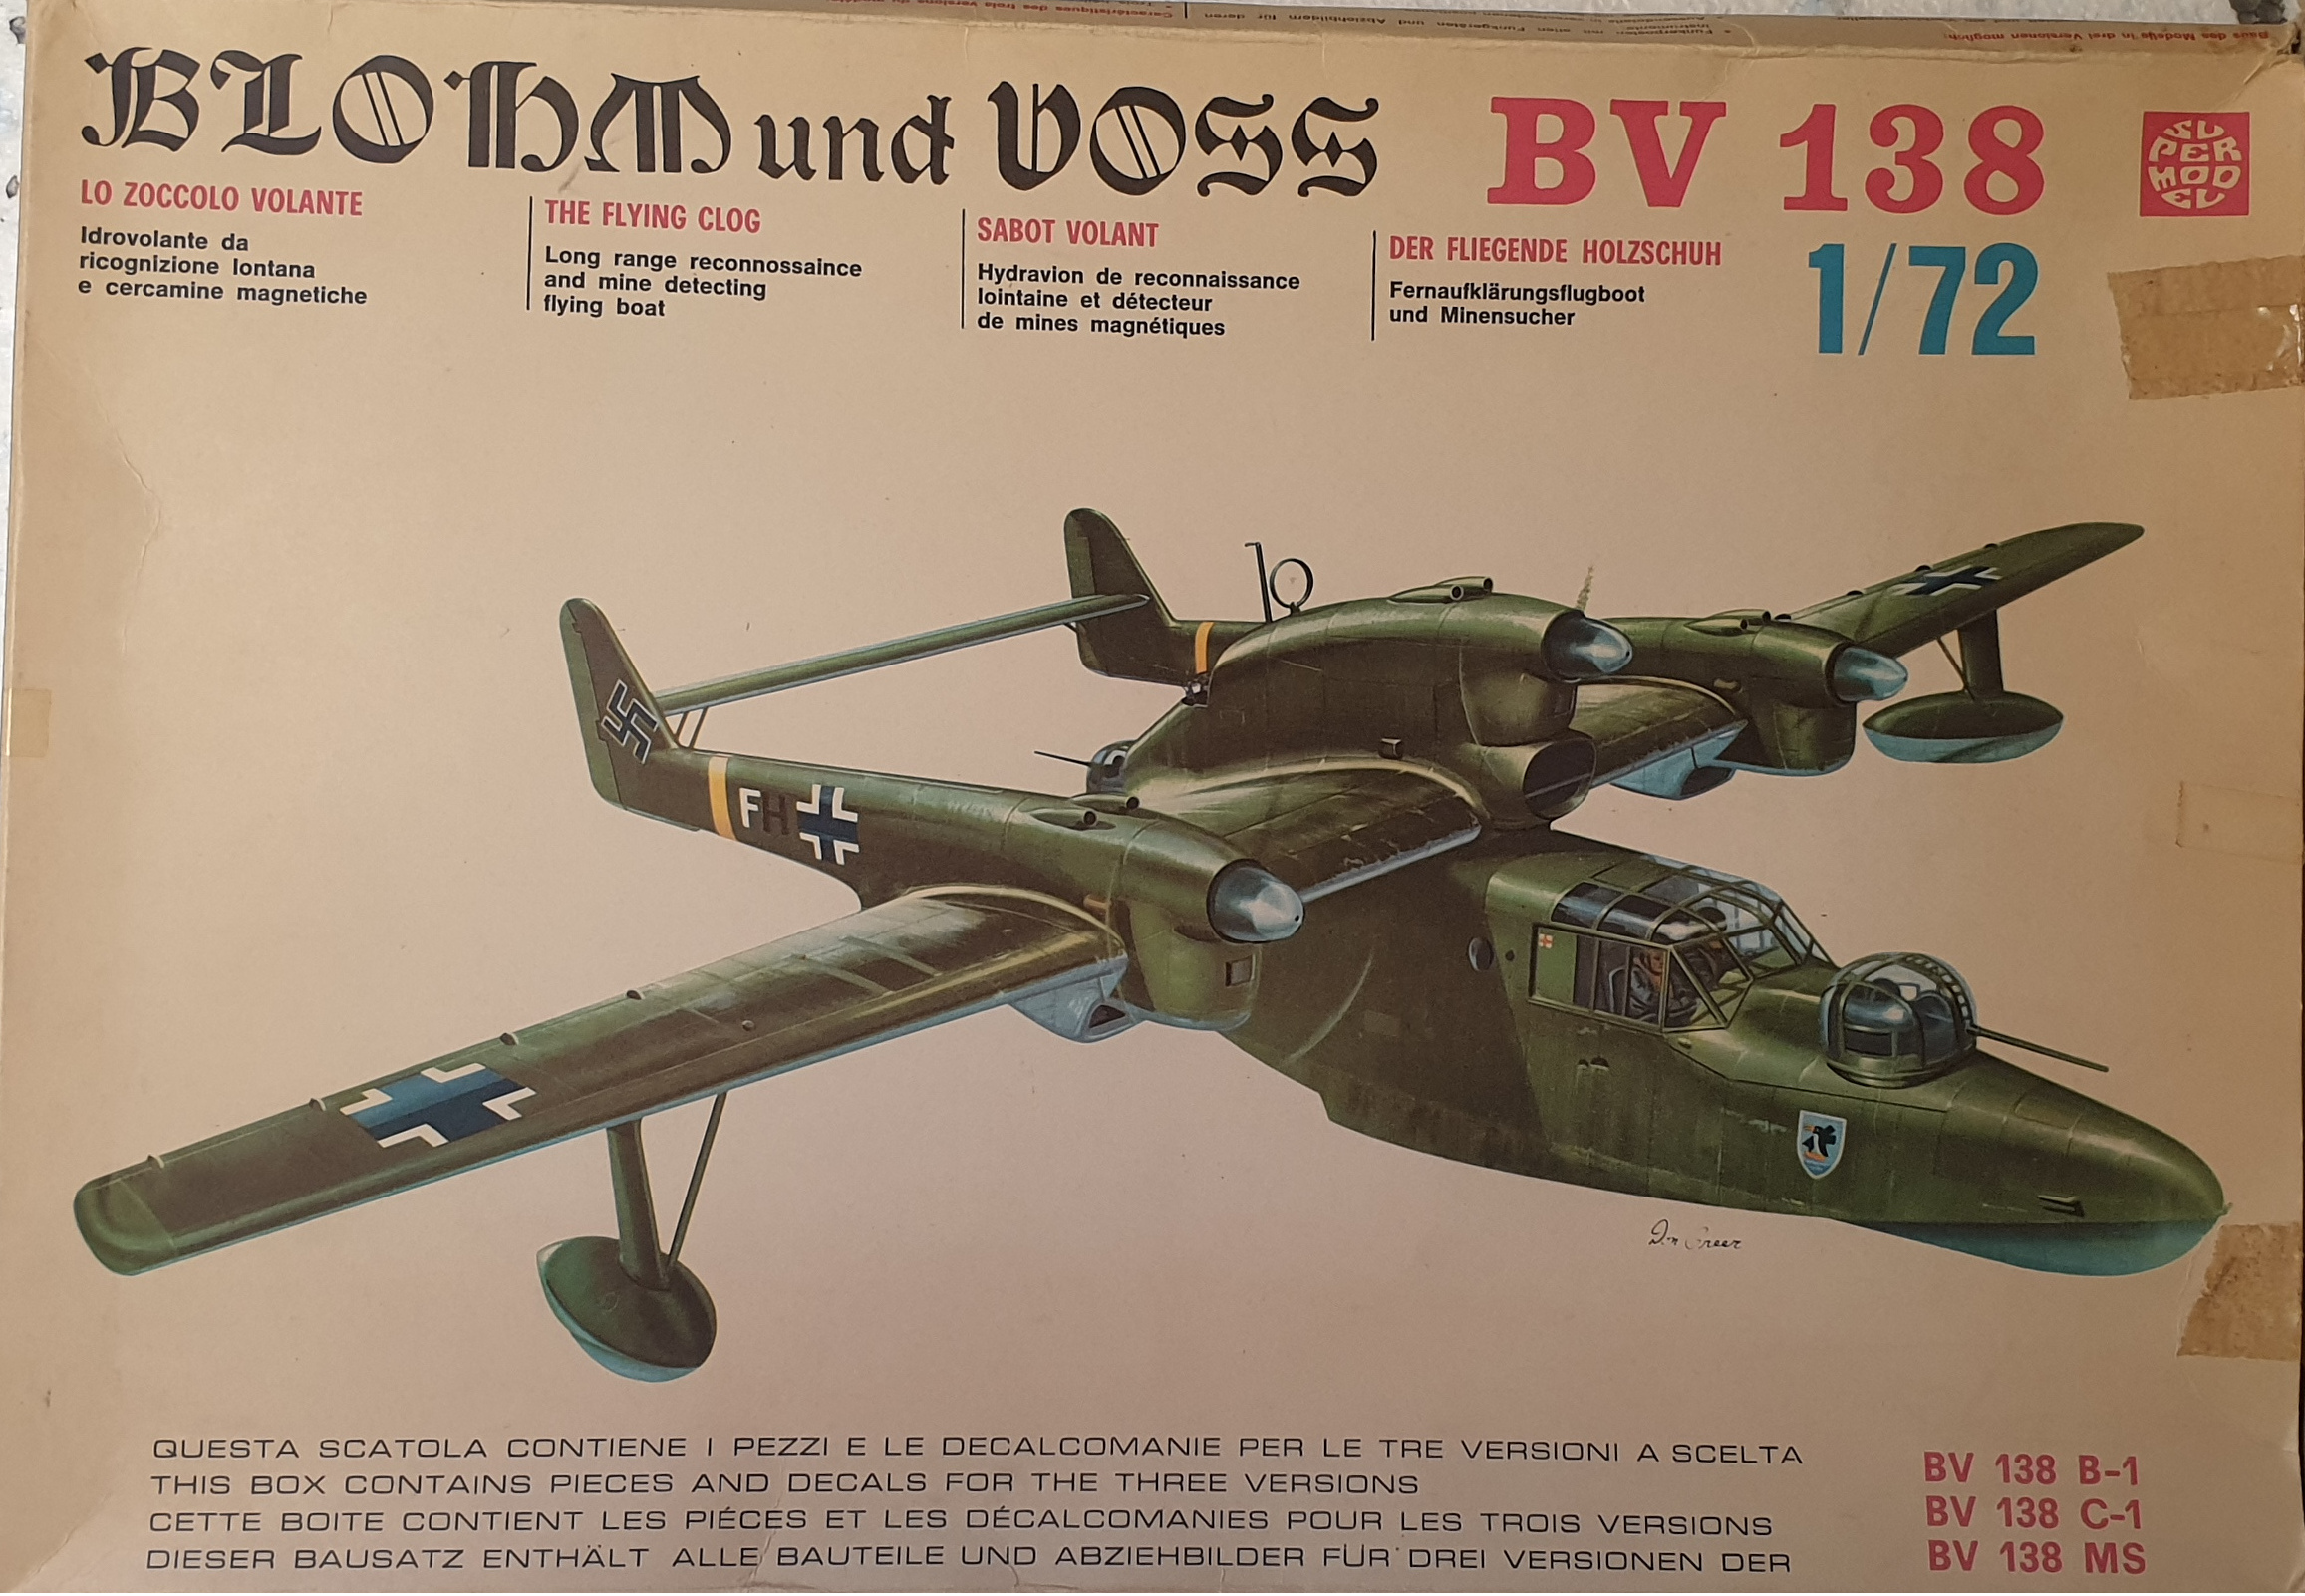 BLOHM und VOSS BV 138
SUPERMODEL
1/72
LO ZOCCOLO VOLANTE
Idrovolante da
ricognizione lontana
e cercamine magnetiche
THE FLYING CLOG
Long range reconnossaince
and mine detecting
flying boat
SABOT VOLANT
Hydravion de reconnaissance
lointaine et détecteur
de mines magnétiques
DER FLIEGENDE HOLZSCHUH
Fernaufklärungsflugboot
und Minensucher
FH
Don Greer
QUESTA SCATOLA CONTIENE I PEZZI E LE DECALCOMANIE PER LE TRE VERSIONI A SCELTA
THIS BOX CONTAINS PIECES AND DECALS FOR THE THREE VERSIONS
CETTE BOITE CONTIENT LES PIÉCES ET LES DÉCALCOMANIES POUR LES TROIS VERSIONS
DIESER BAUSATZ ENTHÄLT ALLE BAUTEILE UND ABZIEHBILDER FÜR DREI VERSIONEN DER
BV 138 B-1
BV 138 C-1
BV 138 MS